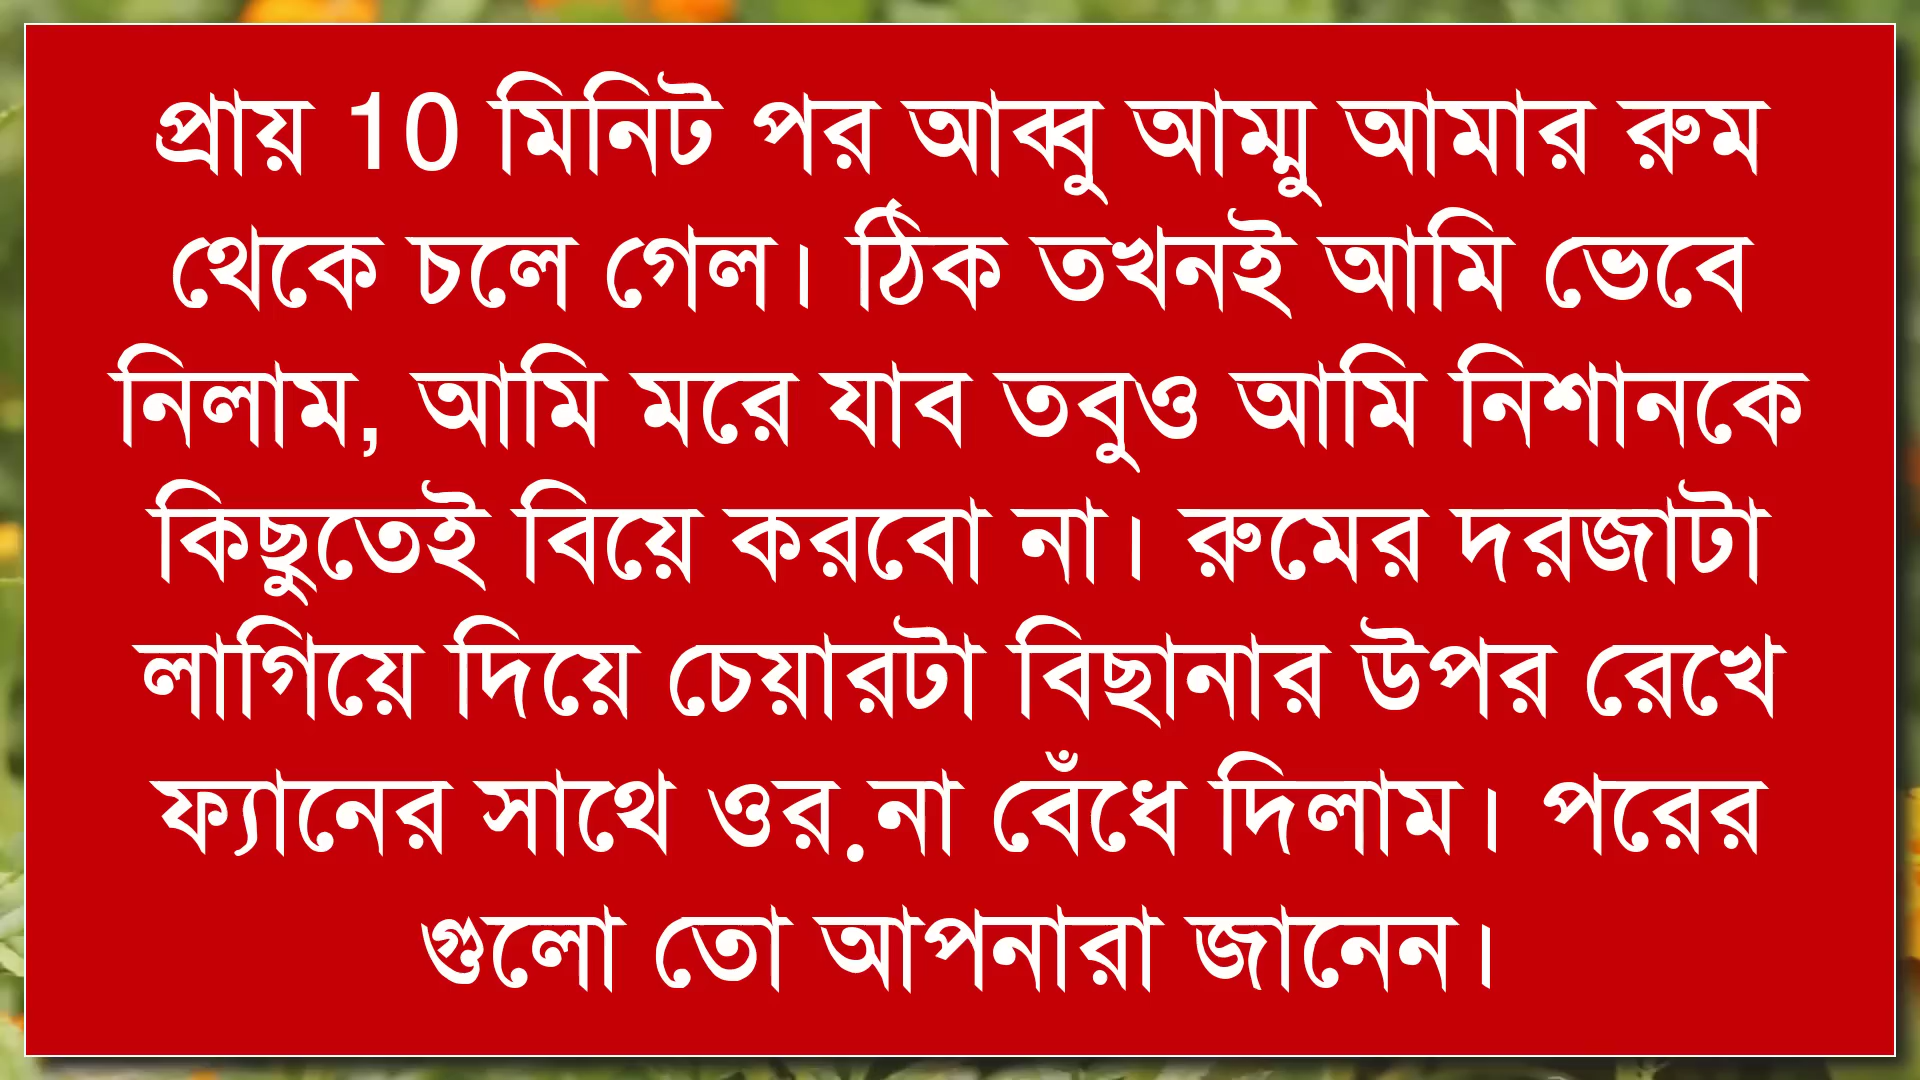 প্রায় 10 মিনিট পর আব্বু আম্মু আমার রুম
থেকে চলে গেল। ঠিক তখনই আমি ভেবে
নিলাম, আমি মরে যাব তবুও আমি নিশানকে
কিছুতেই বিয়ে করবো না। রুমের দরজাটা
লাগিয়ে দিয়ে চেয়ারটা বিছানার উপর রেখে
ফ্যানের সাথে ওর.না বেঁধে দিলাম। পরের
গুলো তো আপনারা জানেন।